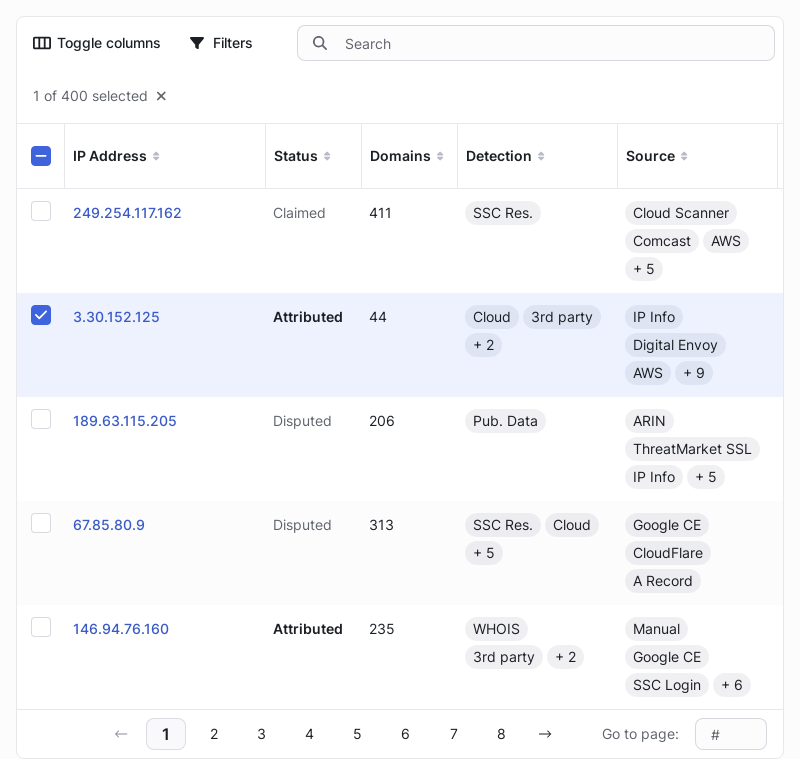 Toggle columns Filters Search
1 of 400 selected
IP Address Status Domains Detection Source
249.254.117.162 Claimed 411 SSC Res. Cloud Scanner
Comcast AWS
+ 5
3.30.152.125 Attributed 44 Cloud 3rd party IP Info
+ 2 Digital Envoy
AWS + 9
189.63.115.205 Disputed 206 Pub. Data ARIN
ThreatMarket SSL
IP Info + 5
67.85.80.9 Disputed 313 SSC Res. Cloud Google CE
+ 5 CloudFlare
A Record
146.94.76.160 Attributed 235 WHOIS Manual
3rd party + 2 Google CE
SSC Login + 6
← 1 2 3 4 5 6 7 8 → Go to page: #